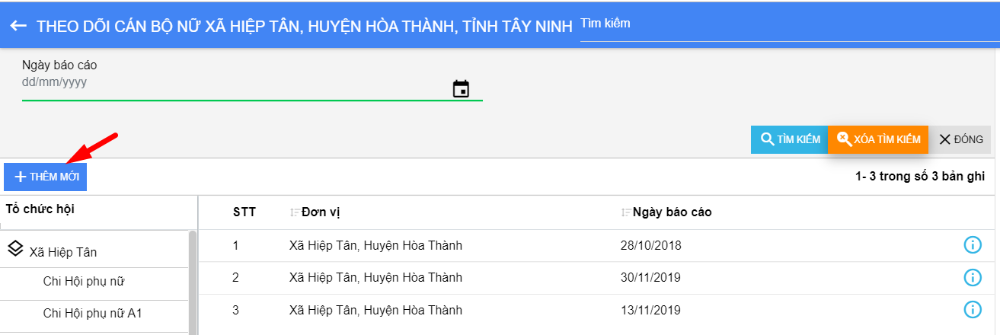 THEO DÕI CÁN BỘ NỮ XÃ HIỆP TÂN, HUYỆN HÒA THÀNH, TỈNH TÂY NINH Tìm kiếm
Ngày báo cáo
dd/mm/yyyy
TÌM KIẾM XÓA TÌM KIẾM ĐÓNG
THÊM MỚI 1- 3 trong số 3 bản ghi
Tổ chức hội STT Đơn vị Ngày báo cáo
1 Xã Hiệp Tân, Huyện Hòa Thành 28/10/2018
Xã Hiệp Tân
2 Xã Hiệp Tân, Huyện Hòa Thành 30/11/2019
Chi Hội phụ nữ
3 Xã Hiệp Tân, Huyện Hòa Thành 13/11/2019
Chi Hội phụ nữ A1